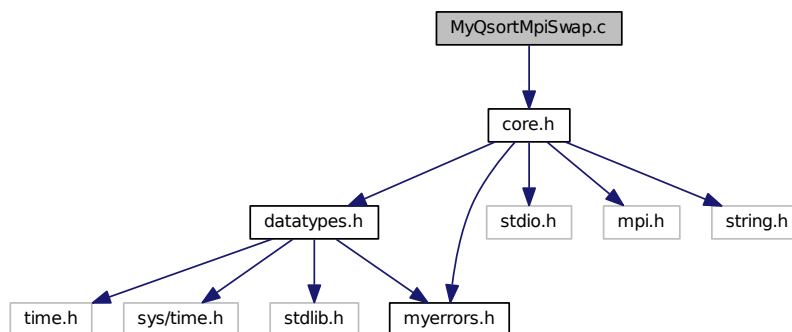 MyQsortMpiSwap.c
core.h
datatypes.h
stdio.h
mpi.h
string.h
time.h
sys/time.h
stdlib.h
myerrors.h